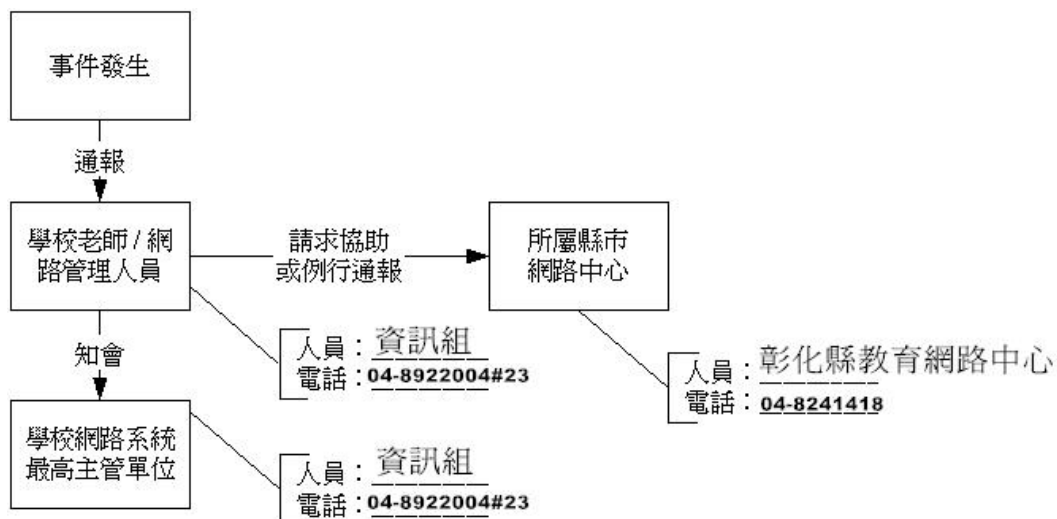 事件發生
通報
學校老師 / 網
路管理人員
請求協助
或例行通報
所屬縣市
網路中心
人員：資訊組
電話：04-8922004#23
人員：彰化縣教育網路中心
電話：04-8241418
知會
學校網路系統
最高主管單位
人員：資訊組
電話：04-8922004#23